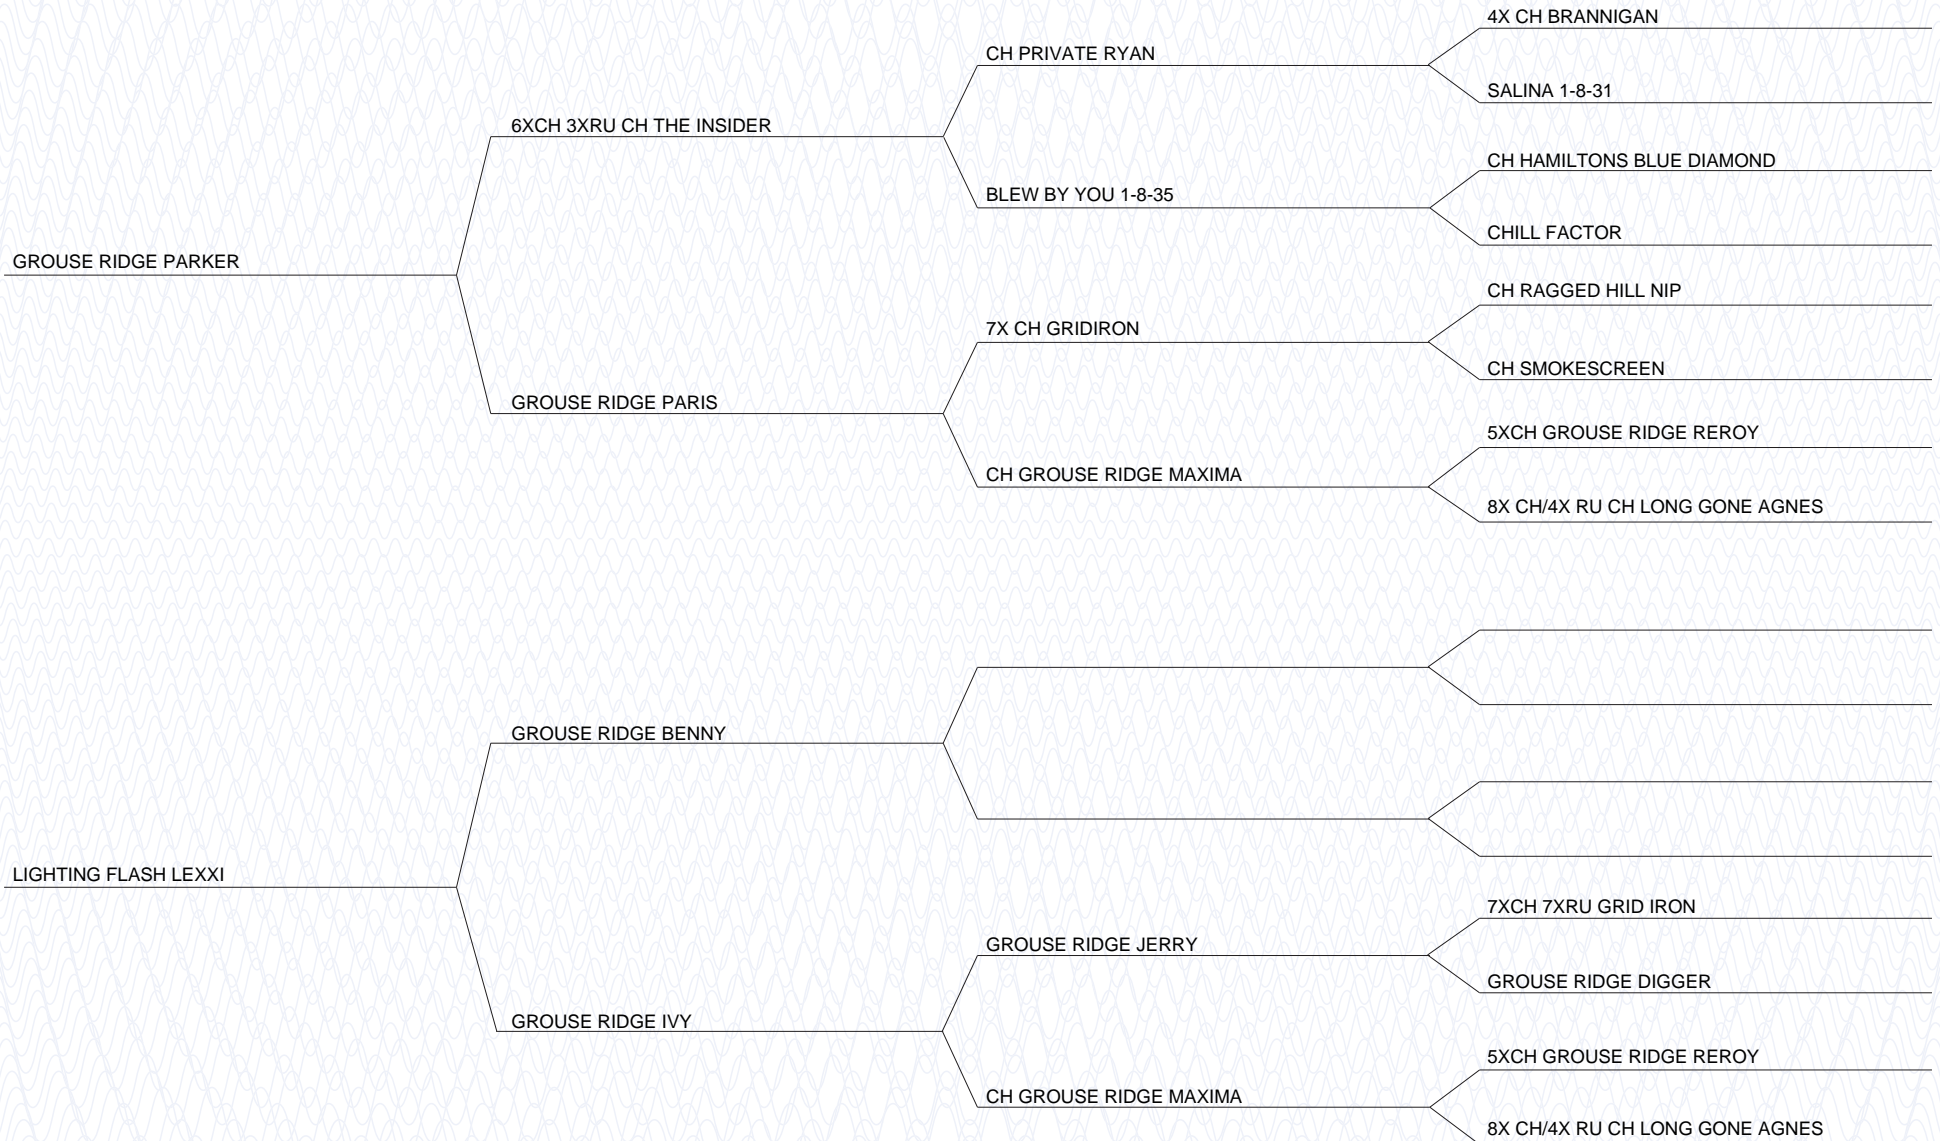 4X CH BRANNIGAN
CH PRIVATE RYAN
SALINA 1-8-31
6XCH 3XRU CH THE INSIDER
CH HAMILTONS BLUE DIAMOND
BLEW BY YOU 1-8-35
CHILL FACTOR
GROUSE RIDGE PARKER
CH RAGGED HILL NIP
7X CH GRIDIRON
CH SMOKESCREEN
GROUSE RIDGE PARIS
5XCH GROUSE RIDGE REROY
CH GROUSE RIDGE MAXIMA
8X CH/4X RU CH LONG GONE AGNES
GROUSE RIDGE BENNY
LIGHTING FLASH LEXXI
7XCH 7XRU GRID IRON
GROUSE RIDGE JERRY
GROUSE RIDGE DIGGER
GROUSE RIDGE IVY
5XCH GROUSE RIDGE REROY
CH GROUSE RIDGE MAXIMA
8X CH/4X RU CH LONG GONE AGNES